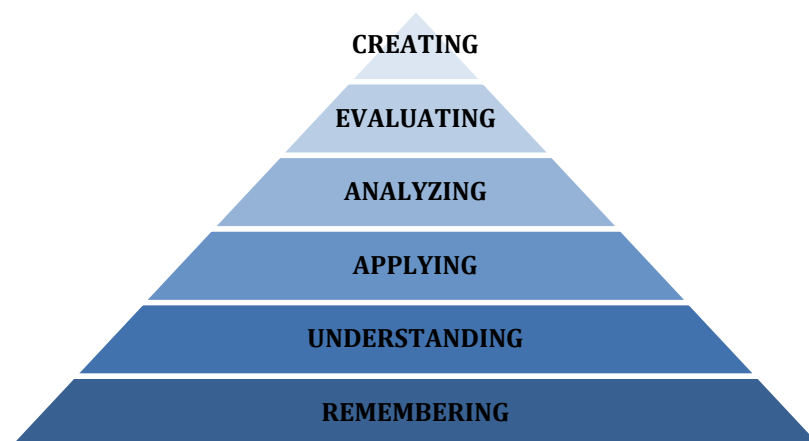 CREATING
EVALUATING
ANALYZING
APPLYING
UNDERSTANDING
REMEMBERING